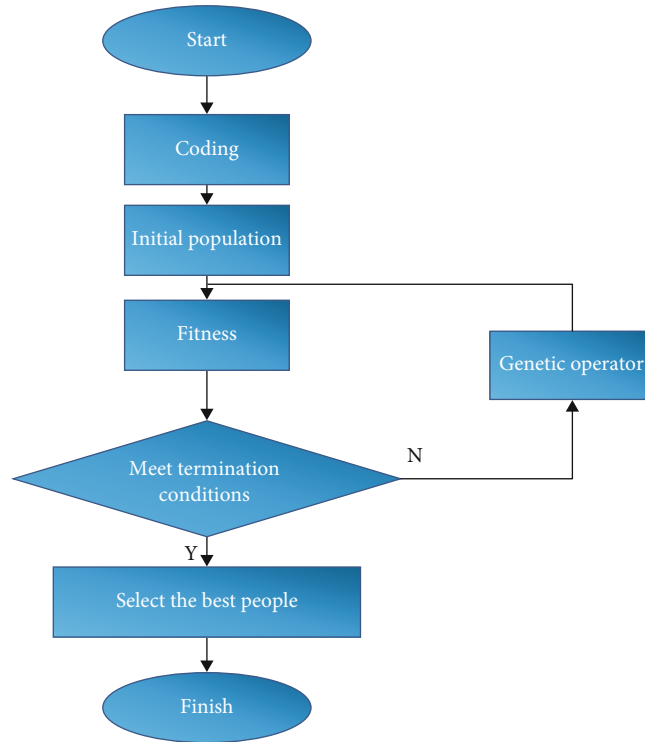 Start
Coding
Initial population
Fitness
Genetic operator
Meet termination
conditions
N
Y
Select the best people
Finish